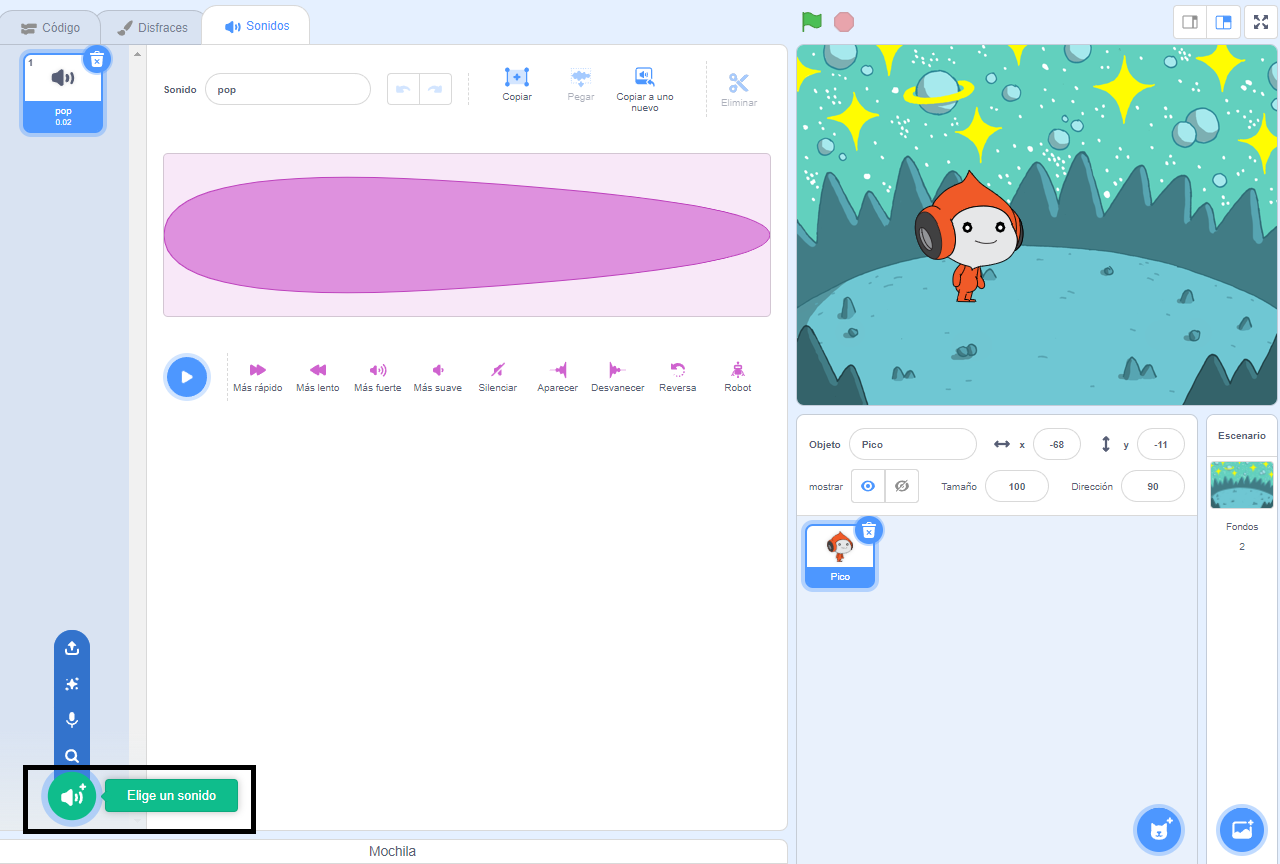 Código
Disfraces
Sonidos
1
pop
0.02
Sonido
pop
Copiar
Pegar
Copiar a uno
nuevo
Eliminar
Más rápido
Más lento
Más fuerte
Más suave
Silenciar
Aparecer
Desvanecer
Reversa
Robot
Elige un sonido
Mochila
Objeto
Pico
x
-68
y
-11
mostrar
Tamaño
100
Dirección
90
Pico
Escenario
Fondos
2